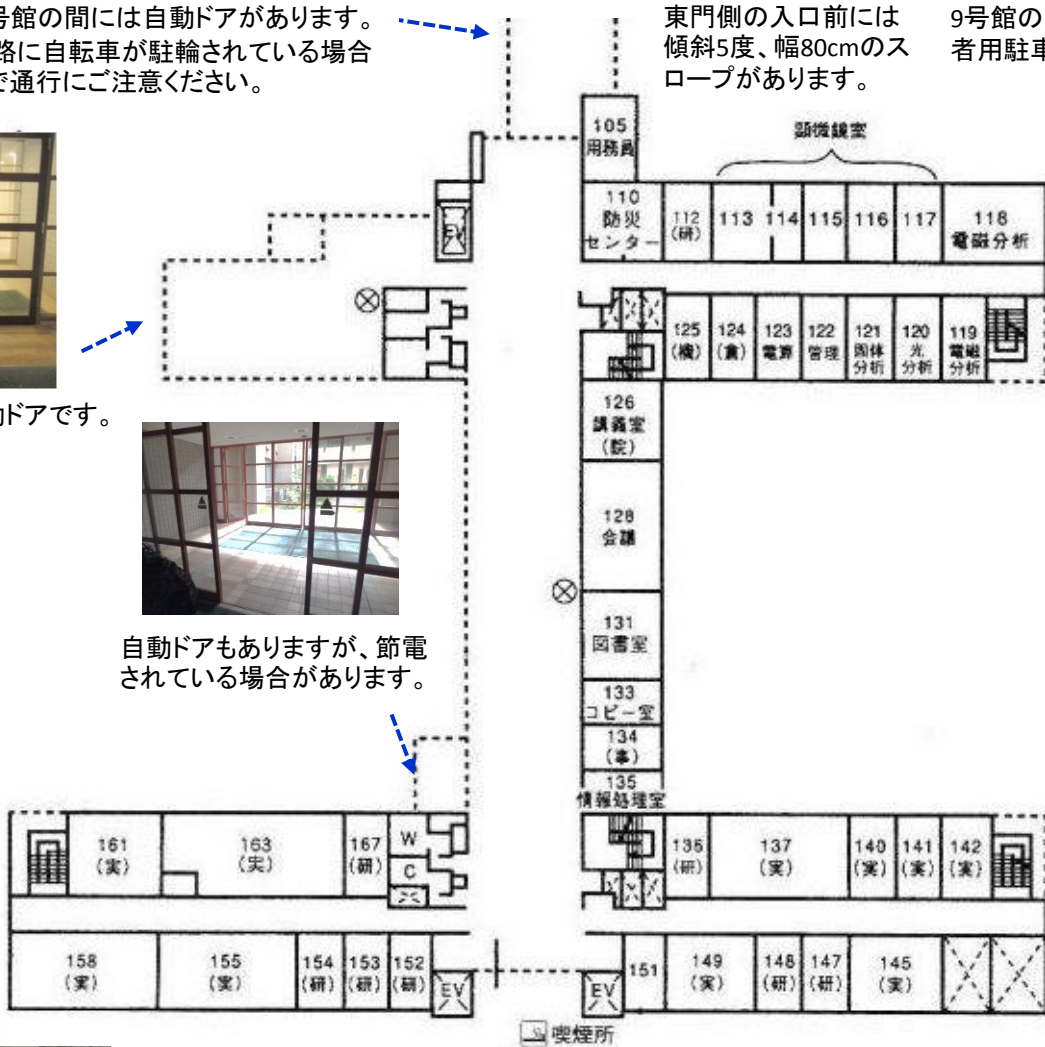 号館の間には自動ドアがあります。
路に自転車が駐輪されている場合
で通行にご注意ください。
東門側の入口前には
傾斜5度、幅80cmのス
ロープがあります。
9号館の
者用駐車
105
用務員
顕微鏡室
110
防災
センター
112
(研)
113
114
115
116
117
118
電磁分析
EV
125
(機)
124
(倉)
123
電算
122
管理
121
固体
分析
120
光
分析
119
電磁
分析
動ドアです。
126
講義室
(院)
128
会議
131
図書室
自動ドアもありますが、節電
されている場合があります。
133
コピー室
134
(事)
135
情報処理室
161
(実)
163
(実)
167
(研)
W
C
136
(研)
137
(実)
140
(実)
141
(実)
142
(実)
158
(実)
155
(実)
154
(研)
153
(研)
152
(研)
EV
EV
151
149
(実)
148
(研)
147
(研)
145
(実)
喫煙所